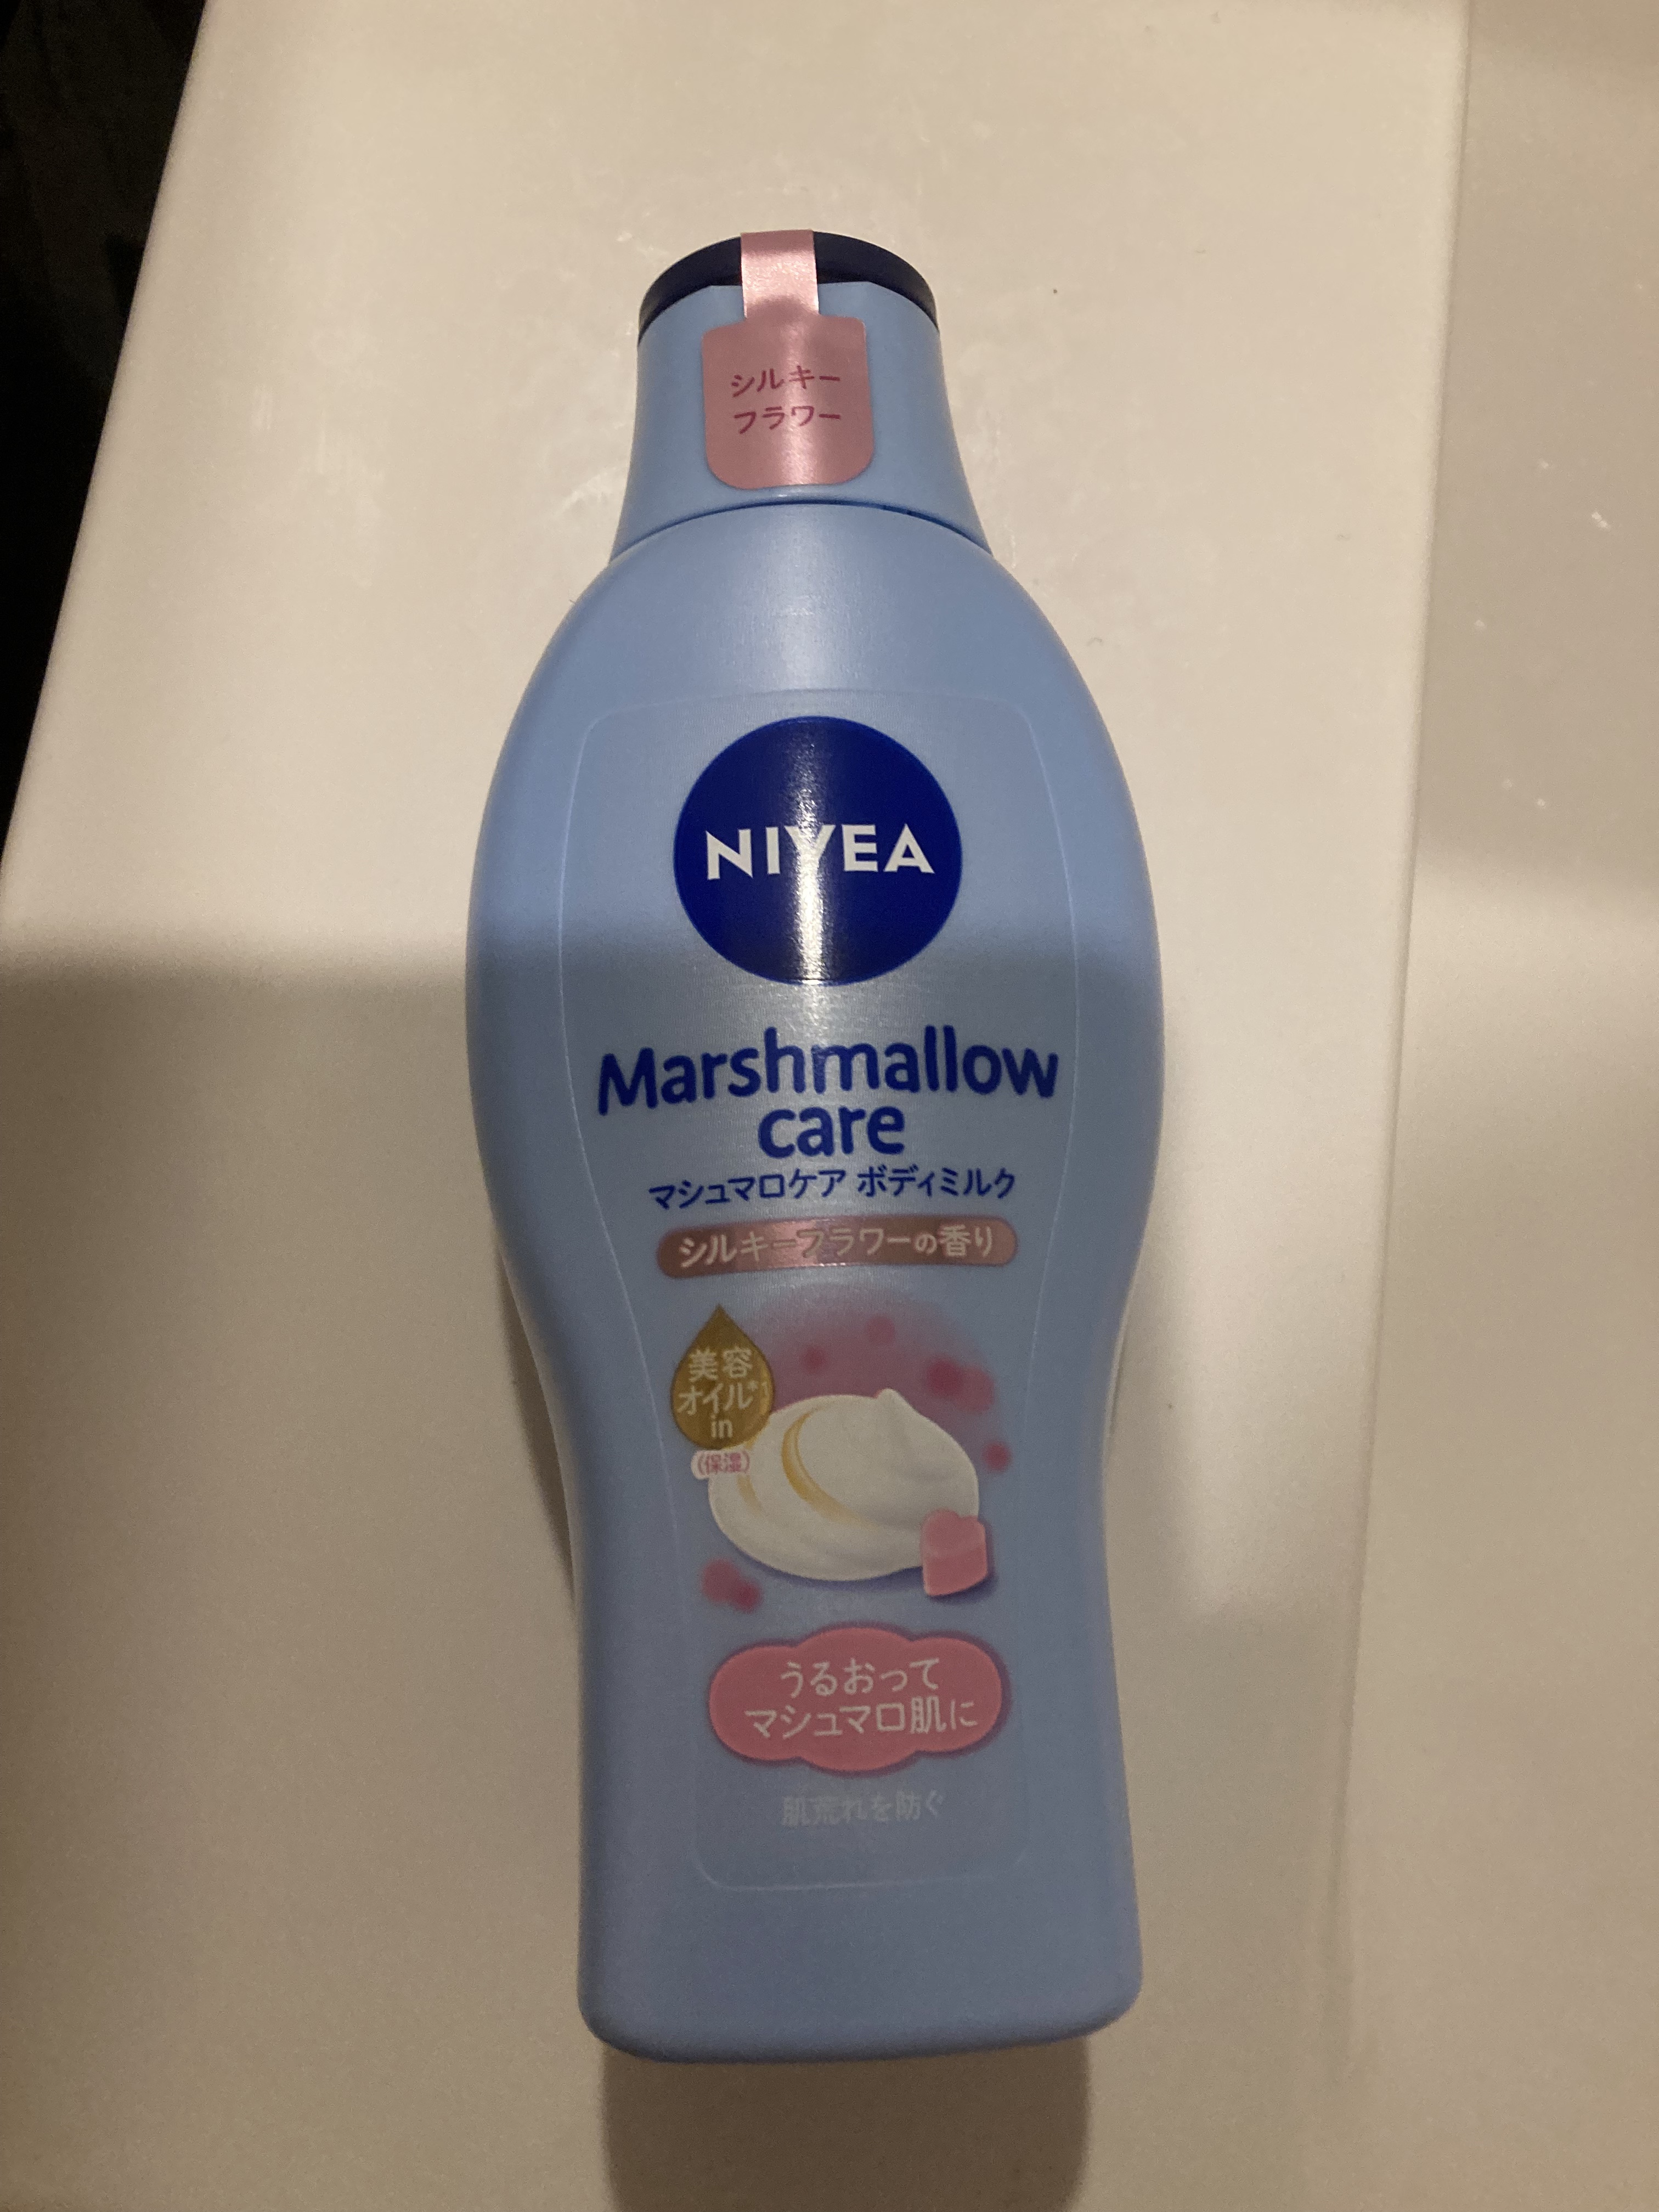 シルキー
フラワー
NIVEA
Marshmallow
care
マシュマロケア ボディミルク
シルキーフラワーの香り
美容
オイル*1
in
(保湿)
うるおって
マシュマロ肌に
肌荒れを防ぐ